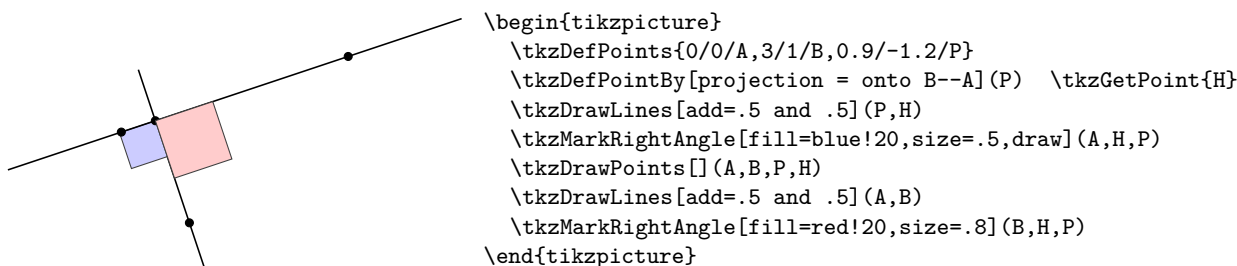 \begin{tikzpicture}
  \tkzDefPoints{0/0/A,3/1/B,0.9/-1.2/P}
  \tkzDefPointBy[projection = onto B--A](P)  \tkzGetPoint{H}
  \tkzDrawLines[add=.5 and .5](P,H)
  \tkzMarkRightAngle[fill=blue!20,size=.5,draw](A,H,P)
  \tkzDrawPoints[](A,B,P,H)
  \tkzDrawLines[add=.5 and .5](A,B)
  \tkzMarkRightAngle[fill=red!20,size=.8](B,H,P)
\end{tikzpicture}